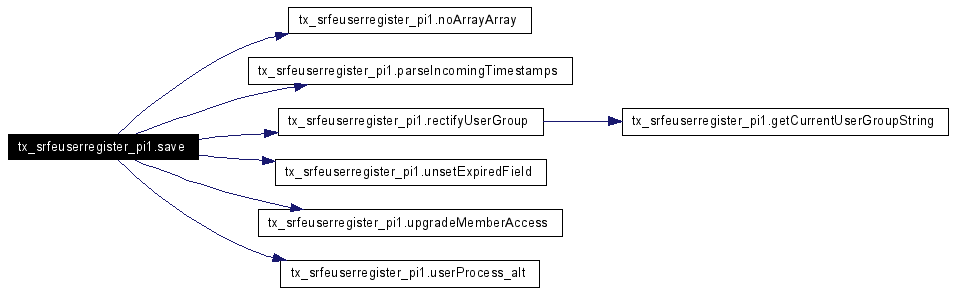 tx_srfeuserregister_pi1.noArrayArray
tx_srfeuserregister_pi1.parseIncomingTimestamps
tx_srfeuserregister_pi1.rectifyUserGroup
tx_srfeuserregister_pi1.getCurrentUserGroupString
tx_srfeuserregister_pi1.save
tx_srfeuserregister_pi1.unsetExpiredField
tx_srfeuserregister_pi1.upgradeMemberAccess
tx_srfeuserregister_pi1.userProcess_alt